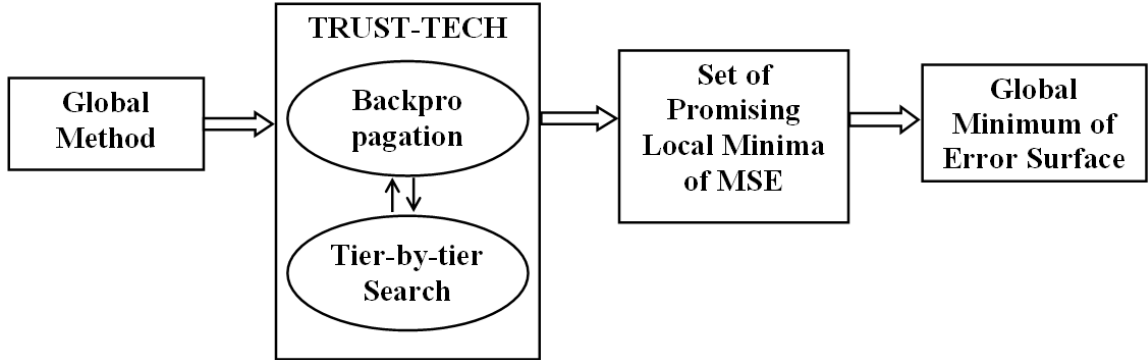 Global
Method
TRUST-TECH
Backpro
pagation
Tier-by-tier
Search
Set of
Promising
Local Minima
of MSE
Global
Minimum of
Error Surface